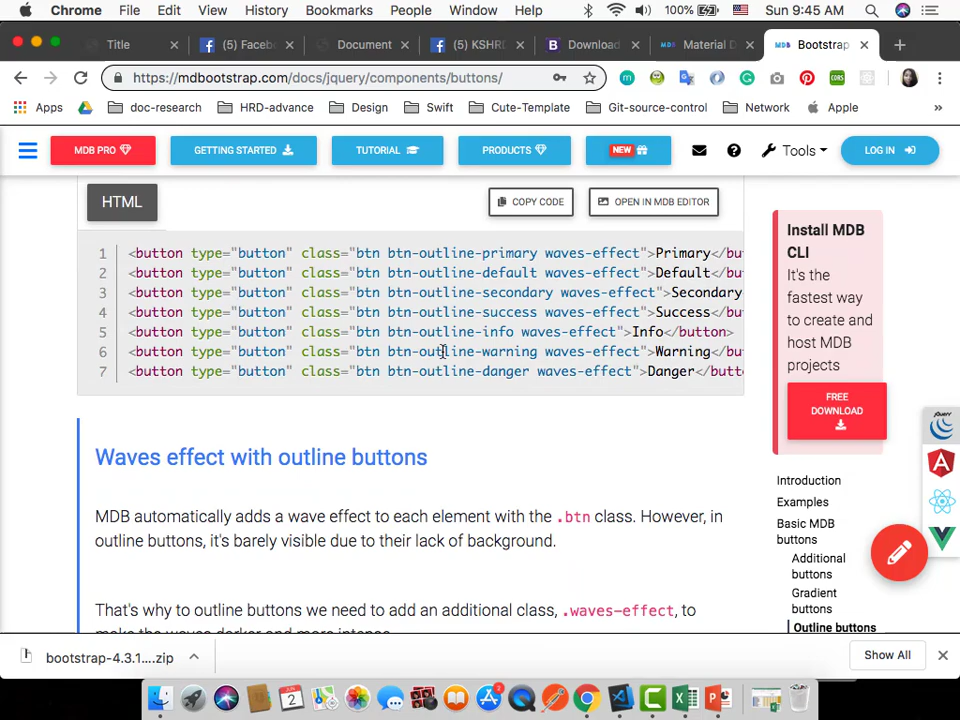 Chrome File Edit View History Bookmarks People Window Help 100% Sun 9:45 AM
Title (5) Faceb Document (5) KSHRD Download Material D Bootstrap
https://mdbootstrap.com/docs/jquery/components/buttons/
Apps doc-research HRD-advance Design Swift Cute-Template Git-source-control Network Apple »
MDB PRO GETTING STARTED TUTORIAL PRODUCTS NEW Tools LOG IN
HTML COPY CODE OPEN IN MDB EDITOR
1 <button type="button" class="btn btn-outline-primary waves-effect">Primary</bu
2 <button type="button" class="btn btn-outline-default waves-effect">Default</bu
3 <button type="button" class="btn btn-outline-secondary waves-effect">Secondary
4 <button type="button" class="btn btn-outline-success waves-effect">Success</bu
5 <button type="button" class="btn btn-outline-info waves-effect">Info</button>
6 <button type="button" class="btn btn-outline-warning waves-effect">Warning</bu
7 <button type="button" class="btn btn-outline-danger waves-effect">Danger</butt
Waves effect with outline buttons
MDB automatically adds a wave effect to each element with the .btn class. However, in
outline buttons, it's barely visible due to their lack of background.
That's why to outline buttons we need to add an additional class, .waves-effect, to
make the waves darker and more intense.
Install MDB
CLI
It's the
fastest way
to create and
host MDB
projects
FREE
DOWNLOAD
Introduction
Examples
Basic MDB
buttons
Additional
buttons
Gradient
buttons
Outline buttons
bootstrap-4.3.1....zip Show All
JUN
2